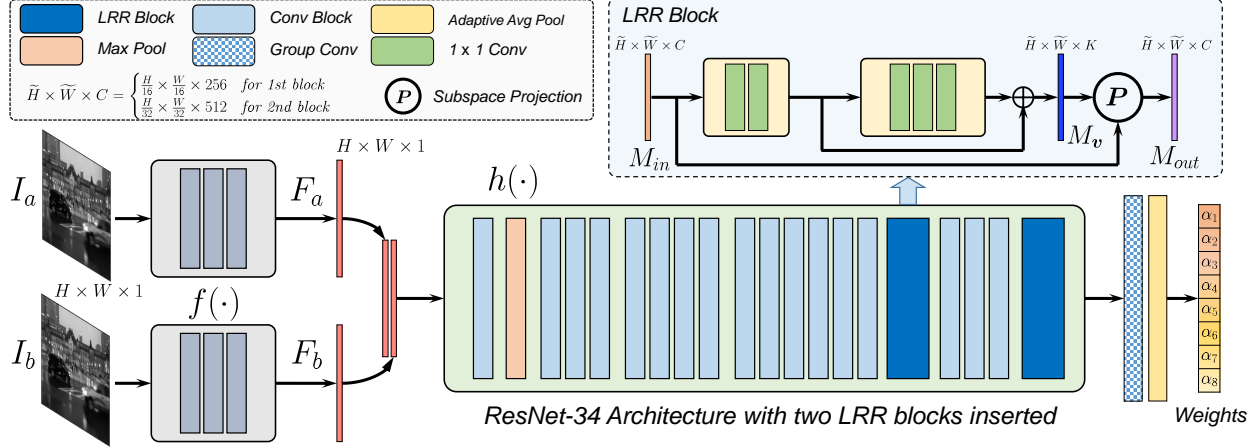 LRR Block
Conv Block
Adaptive Avg Pool
Max Pool
Group Conv
1 x 1 Conv
H̃ × W̃ × C = { H/16 × W/16 × 256 for 1st block
H/32 × W/32 × 512 for 2nd block
P Subspace Projection
LRR Block
H̃ × W̃ × C
H̃ × W̃ × K
H̃ × W̃ × C
P
M_in
M_v
M_out
I_a
F_a
H × W × 1
h(·)
H × W × 1
f(·)
I_b
F_b
α1
α2
α3
α4
α5
α6
α7
α8
ResNet-34 Architecture with two LRR blocks inserted
Weights